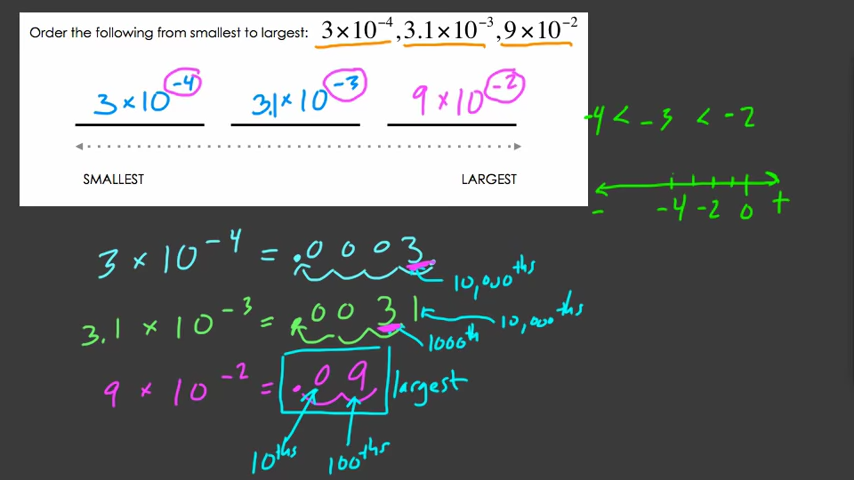 Order the following from smallest to largest: 3×10⁻⁴, 3.1×10⁻³, 9×10⁻²
3×10⁻⁴ 3.1×10⁻³ 9×10⁻²
-4 < -3 < -2
SMALLEST LARGEST
- -4 -2 0 +
3 × 10⁻⁴ = .0003
10,000ths
3.1 × 10⁻³ = .0031
10,000ths
1000th
9 × 10⁻² = .09 largest
10ths 100ths